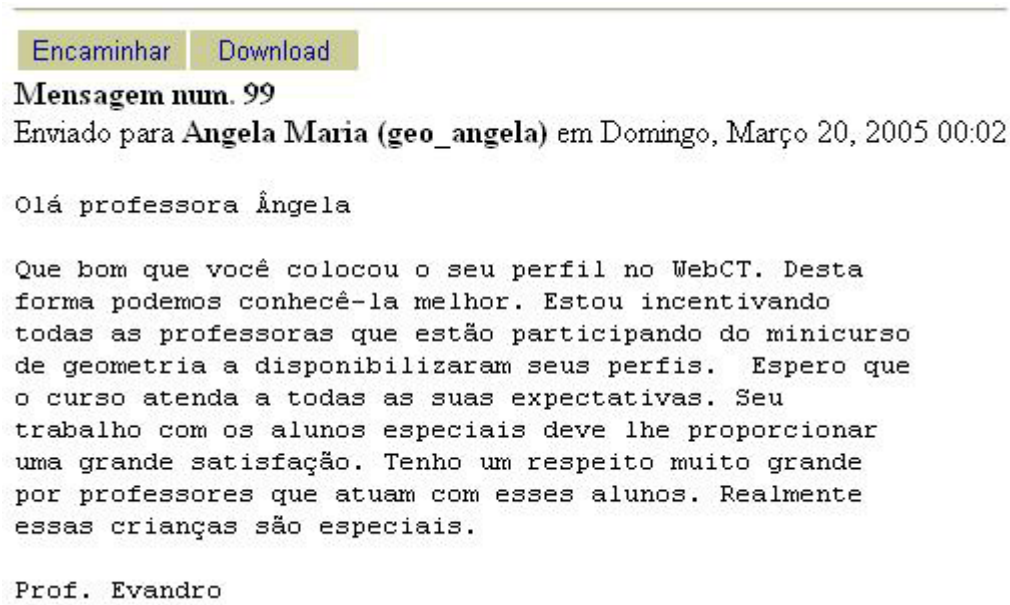 Encaminhar Download
Mensagem num. 99
Enviado para Angela Maria (geo_angela) em Domingo, Março 20, 2005 00:02
Olá professora Ângela
Que bom que você colocou o seu perfil no WebCT. Desta
forma podemos conhecê-la melhor. Estou incentivando
todas as professoras que estão participando do minicurso
de geometria a disponibilizaram seus perfis. Espero que
o curso atenda a todas as suas expectativas. Seu
trabalho com os alunos especiais deve lhe proporcionar
uma grande satisfação. Tenho um respeito muito grande
por professores que atuam com esses alunos. Realmente
essas crianças são especiais.
Prof. Evandro